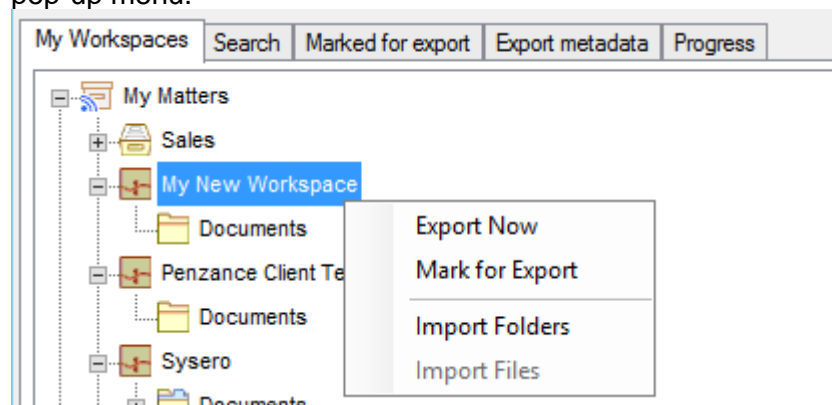 pop-up menu.
My Workspaces Search Marked for export Export metadata Progress
My Matters
Sales
My New Workspace
Documents
Export Now
Penzance Client Te
Mark for Export
Documents
Import Folders
Sysero
Import Files
Documents